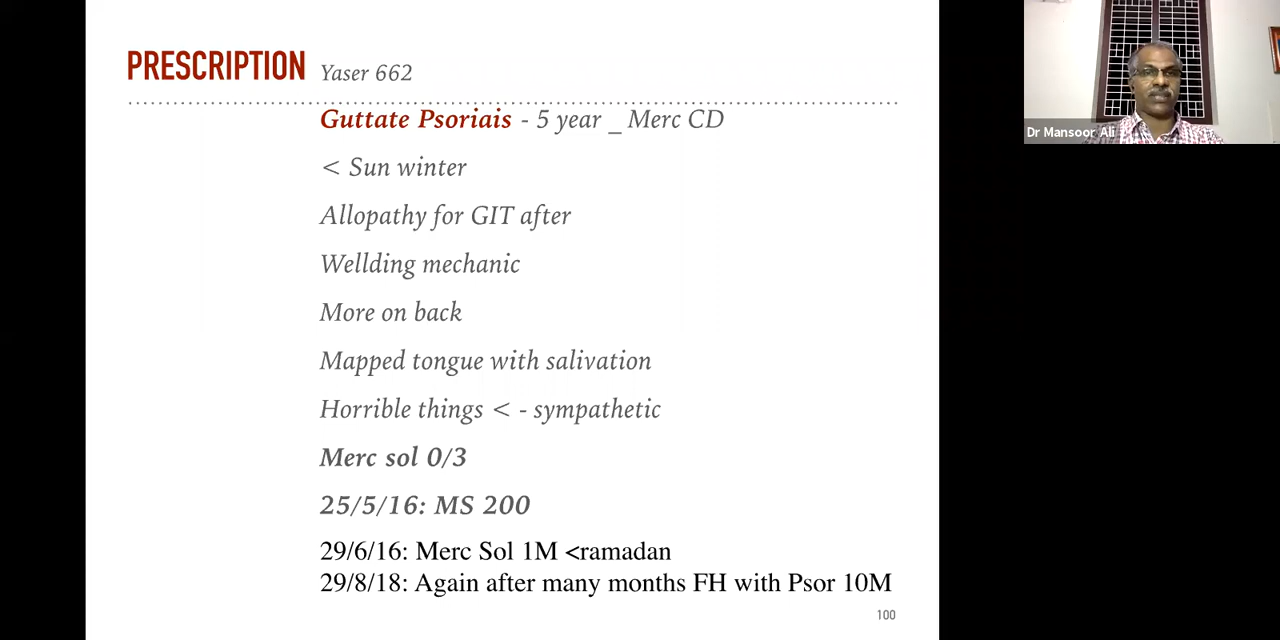 PRESCRIPTION Yaser 662
Guttate Psoriais - 5 year _ Merc CD
< Sun winter
Allopathy for GIT after
Wellding mechanic
More on back
Mapped tongue with salivation
Horrible things < - sympathetic
Merc sol 0/3
25/5/16: MS 200
29/6/16: Merc Sol 1M <ramadan
29/8/18: Again after many months FH with Psor 10M
100
Dr Mansoor Ali